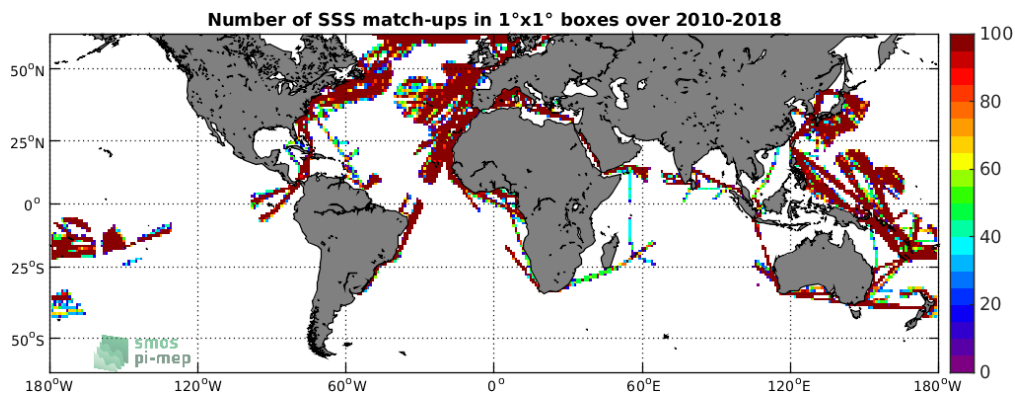 Number of SSS match-ups in 1°x1° boxes over 2010-2018
100
80
60
40
20
0
50°N
25°N
0°
25°S
50°S
smos
pi-mep
180°W 120°W 60°W 0° 60°E 120°E 180°W